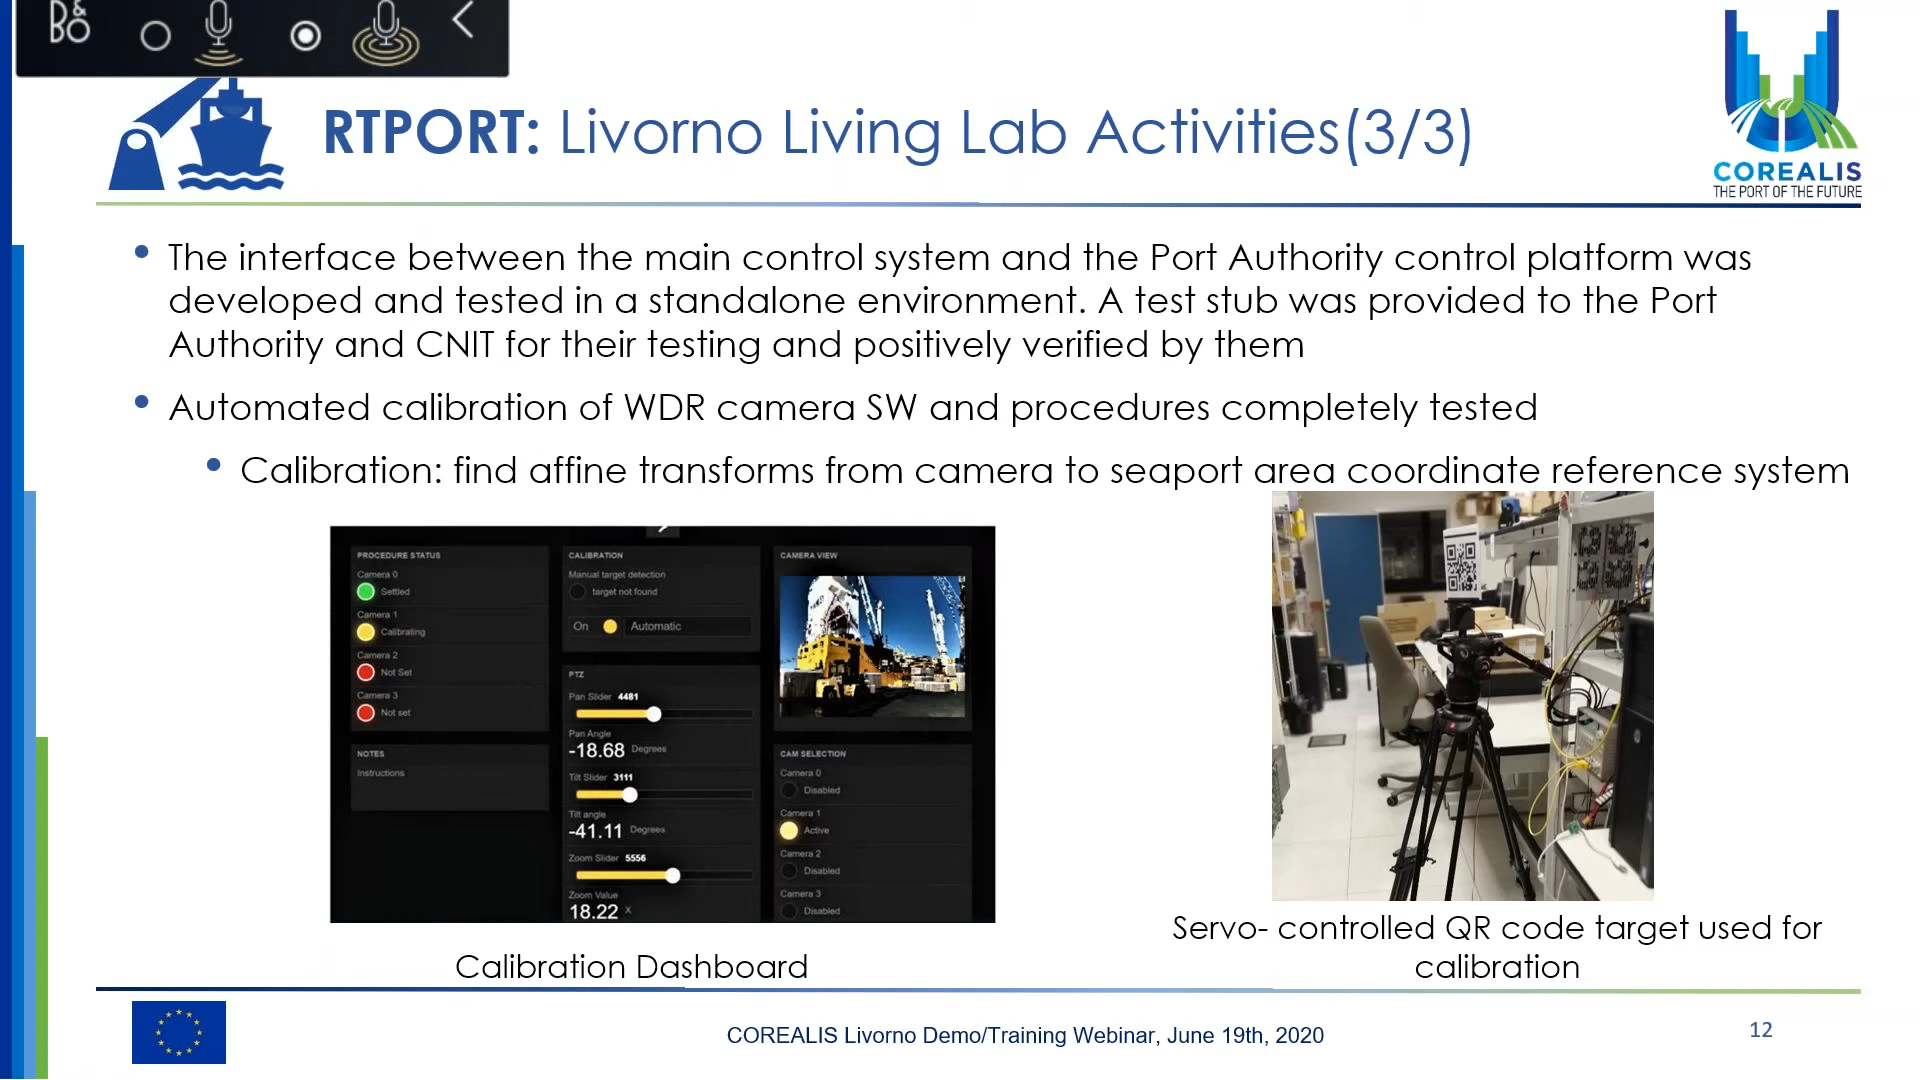 B&O
RTPORT: Livorno Living Lab Activities(3/3)
COREALIS
THE PORT OF THE FUTURE
• The interface between the main control system and the Port Authority control platform was
developed and tested in a standalone environment. A test stub was provided to the Port
Authority and CNIT for their testing and positively verified by them
• Automated calibration of WDR camera SW and procedures completely tested
• Calibration: find affine transforms from camera to seaport area coordinate reference system
PROCEDURE STATUS
Camera 0
Settled
Camera 1
Calibrating
Camera 2
Not Set
Camera 3
Not set
NOTES
Instructions
CALIBRATION
Manual target detection
target not found
On Automatic
PTZ
Pan Slider 4481
Pan Angle
-18.68 Degrees
Tilt Slider 3111
Tilt angle
-41.11 Degrees
Zoom Slider 5556
Zoom Value
18.22 X
CAMERA VIEW
CAM SELECTION
Camera 0
Disabled
Camera 1
Active
Camera 2
Disabled
Camera 3
Disabled
Calibration Dashboard
Servo- controlled QR code target used for
calibration
COREALIS Livorno Demo/Training Webinar, June 19th, 2020
12